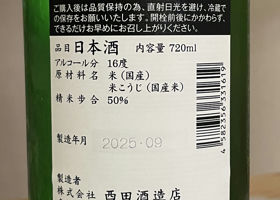 ご購入後は品質保持の為、直射日光を避け、冷蔵で
の保存をお願い致します。開栓前後にかかわらず、
できるだけお早めにお召し上がりください。
品目 日本酒 内容量 720ml
アルコール分 16度
原材料名 米(国産)
米こうじ(国産米)
精米歩合 50%
製造年月 2025.09
製造者
株式会社 西田酒造店
4582356331619